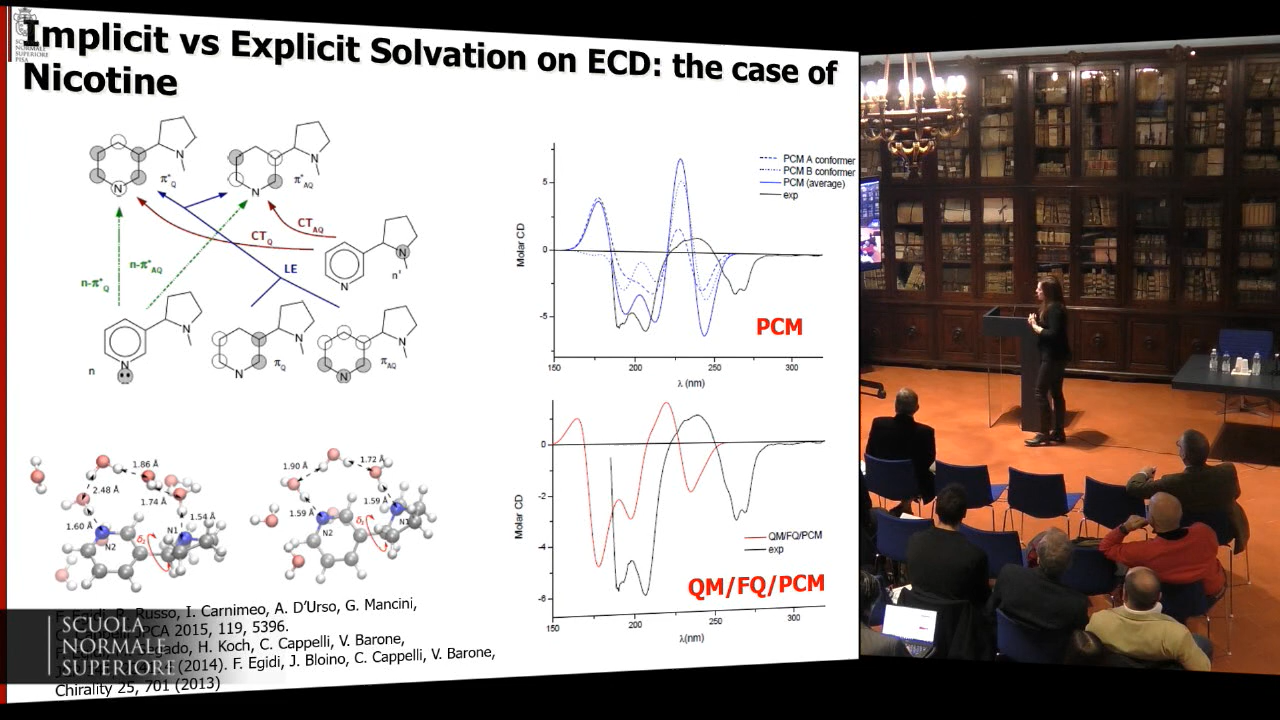 Implicit vs Explicit Solvation on ECD: the case of
Nicotine
SCUOLA
NORMALE
SUPERIORE
PISA
N
N
π*Q
N
N
π*AQ
CTQ
CTAQ
n-π*Q
n-π*AQ
LE
N
N
n'
N
N
n
N
N
πQ
N
N
πAQ
PCM A conformer
PCM B conformer
PCM (average)
exp
5
0
-5
Molar CD
150
200
250
300
λ (nm)
PCM
1.86 Å
2.48 Å
1.74 Å
1.54 Å
1.60 Å
N1
N2
1.90 Å
1.72 Å
1.59 Å
1.59 Å
N1
N2
0
-2
-4
-6
Molar CD
QM/FQ/PCM
exp
QM/FQ/PCM
150
200
250
300
λ(nm)
Russo, I. Carnimeo, A. D'Urso, G. Mancini,
JPCA 2015, 119, 5396.
H. Koch, C. Cappelli, V. Barone,
(2014). F. Egidi, J. Bloino, C. Cappelli, V. Barone,
Chirality 25, 701 (2013)
SCUOLA
NORMALE
SUPERIORE